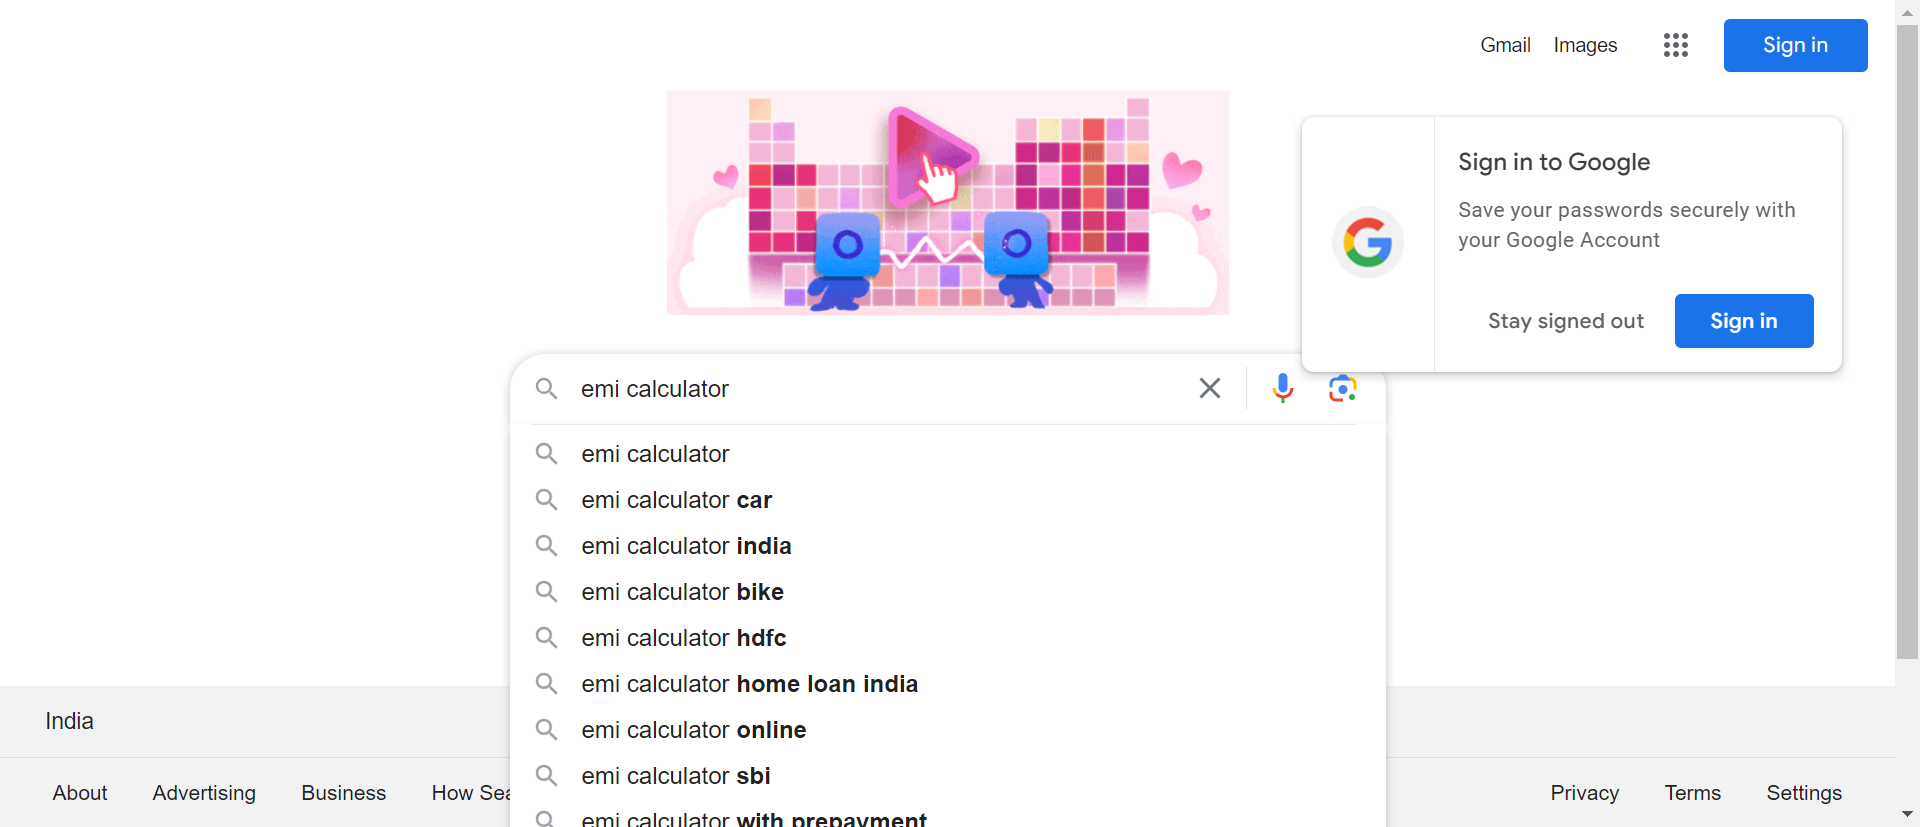 Gmail Images Sign in
Sign in to Google
Save your passwords securely with
your Google Account
Stay signed out Sign in
emi calculator
emi calculator
emi calculator car
emi calculator india
emi calculator bike
emi calculator hdfc
emi calculator home loan india
emi calculator online
emi calculator sbi
emi calculator with prepayment
India
About Advertising Business How Sea Privacy Terms Settings